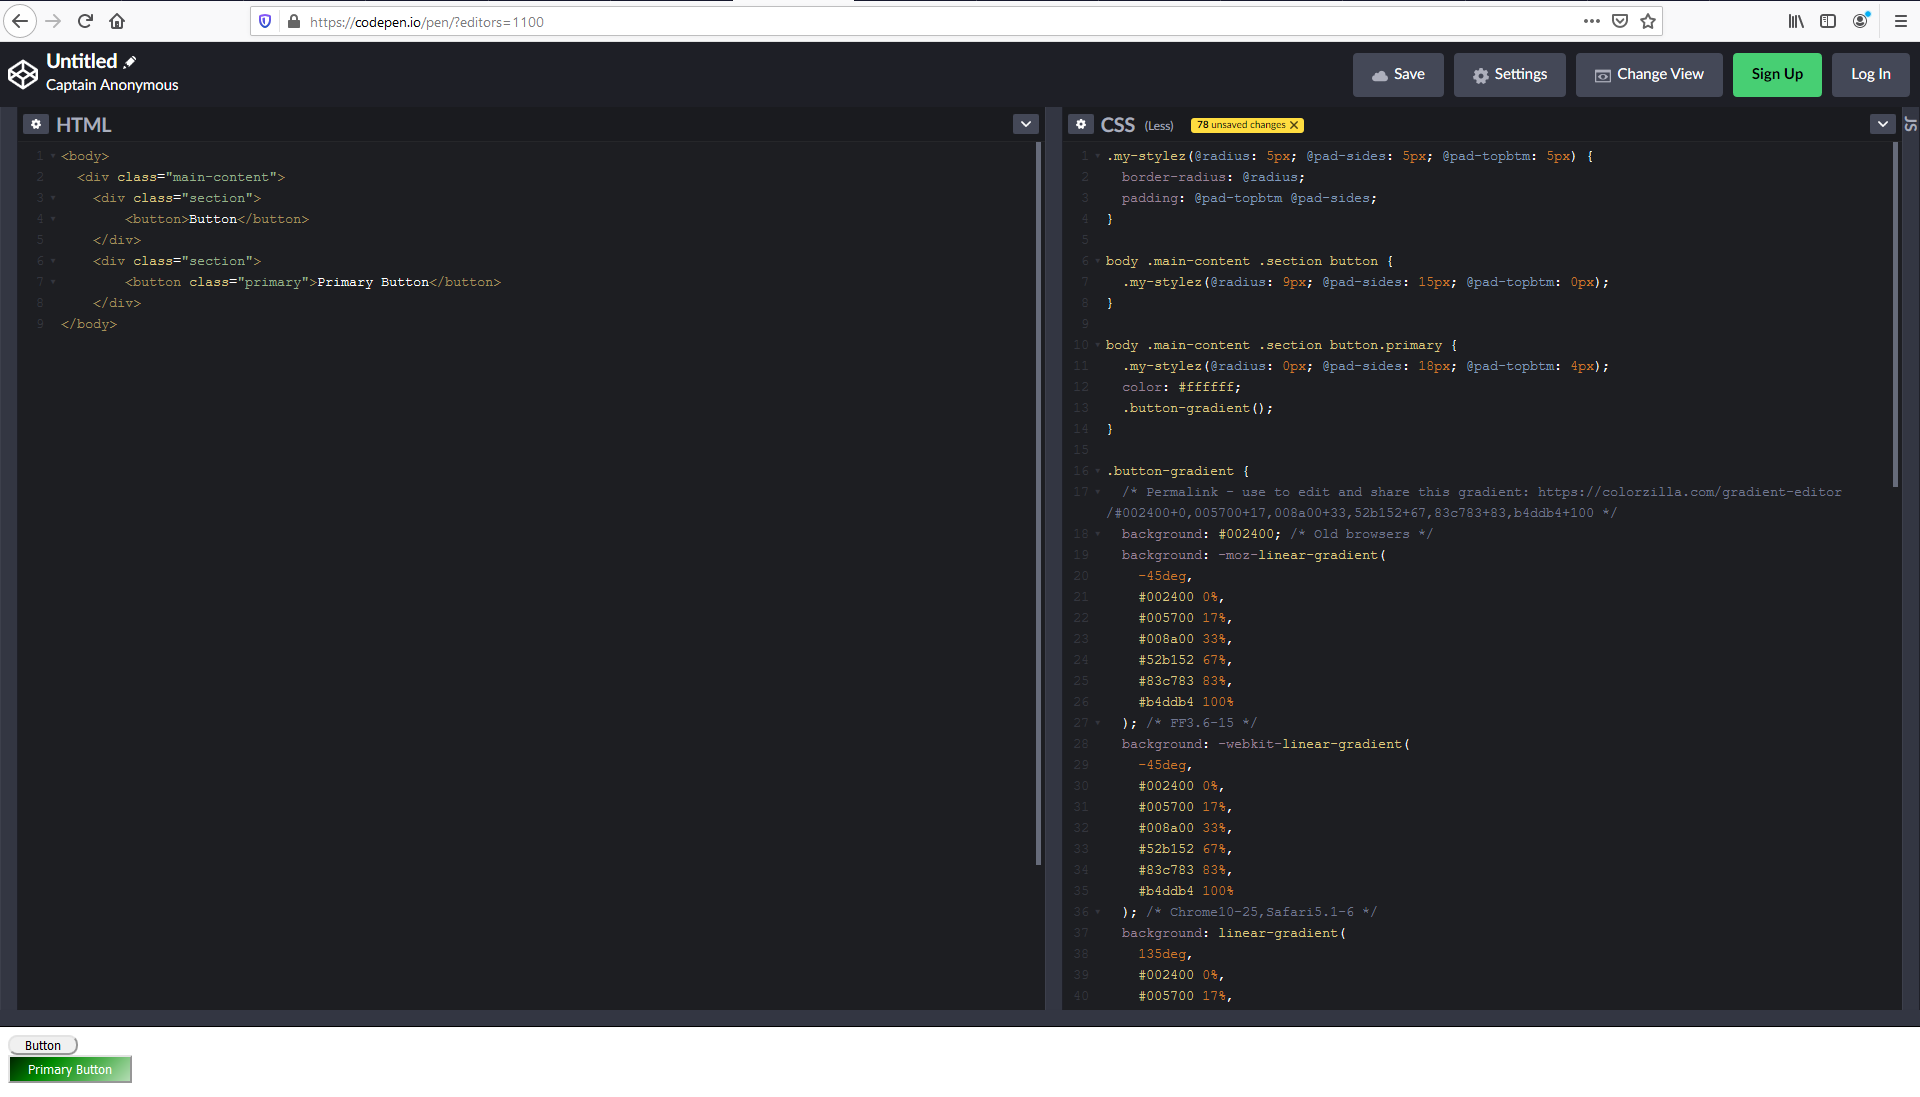 https://codepen.io/pen/?editors=1100
Untitled
Captain Anonymous
Save
Settings
Change View
Sign Up
Log In
HTML
1 <body>
2 <div class="main-content">
3 <div class="section">
4 <button>Button</button>
5 </div>
6 <div class="section">
7 <button class="primary">Primary Button</button>
8 </div>
9 </body>
CSS (Less) 78 unsaved changes
JS
1 .my-stylez(@radius: 5px; @pad-sides: 5px; @pad-topbtm: 5px) {
2 border-radius: @radius;
3 padding: @pad-topbtm @pad-sides;
4 }
5
6 body .main-content .section button {
7 .my-stylez(@radius: 9px; @pad-sides: 15px; @pad-topbtm: 0px);
8 }
9
10 body .main-content .section button.primary {
11 .my-stylez(@radius: 0px; @pad-sides: 18px; @pad-topbtm: 4px);
12 color: #ffffff;
13 .button-gradient();
14 }
15
16 .button-gradient {
17 /* Permalink - use to edit and share this gradient: https://colorzilla.com/gradient-editor
/#002400+0,005700+17,008a00+33,52b152+67,83c783+83,b4ddb4+100 */
18 background: #002400; /* Old browsers */
19 background: -moz-linear-gradient(
20 -45deg,
21 #002400 0%,
22 #005700 17%,
23 #008a00 33%,
24 #52b152 67%,
25 #83c783 83%,
26 #b4ddb4 100%
27 ); /* FF3.6-15 */
28 background: -webkit-linear-gradient(
29 -45deg,
30 #002400 0%,
31 #005700 17%,
32 #008a00 33%,
33 #52b152 67%,
34 #83c783 83%,
35 #b4ddb4 100%
36 ); /* Chrome10-25,Safari5.1-6 */
37 background: linear-gradient(
38 135deg,
39 #002400 0%,
40 #005700 17%,
Button
Primary Button